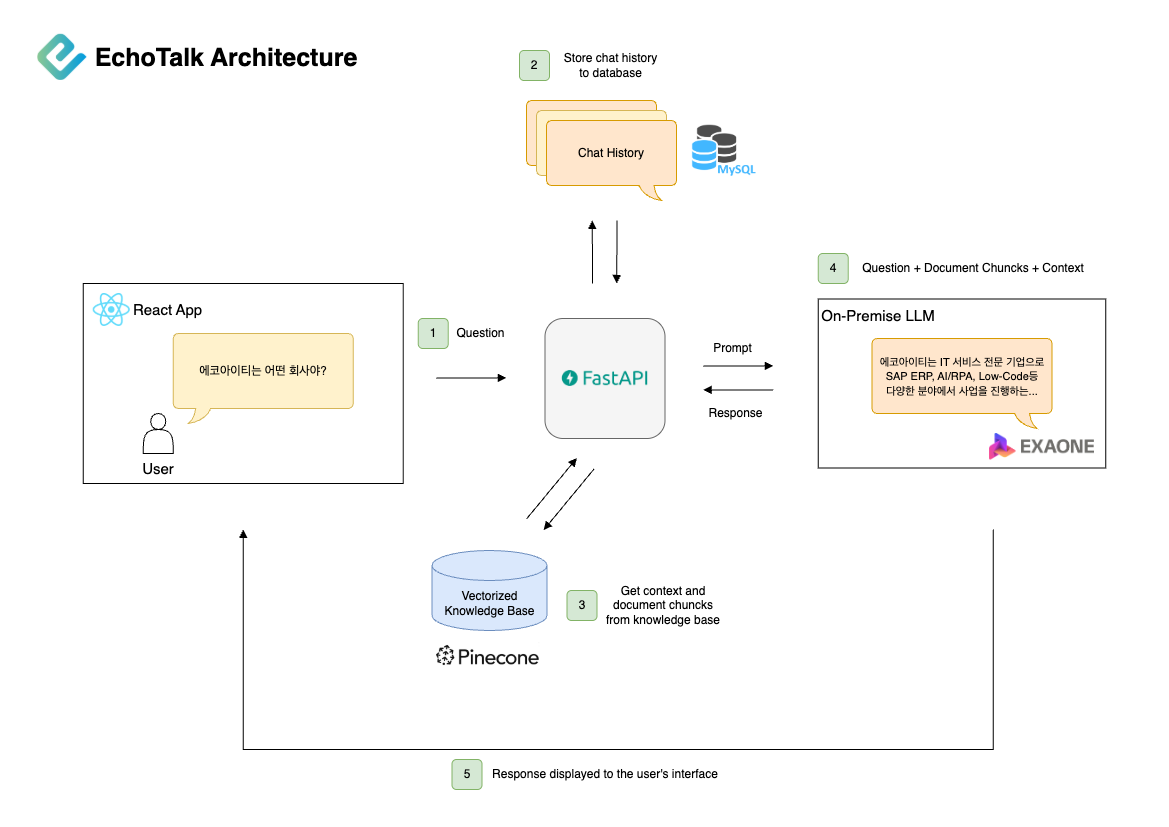 EchoTalk Architecture
2
Store chat history
to database
Chat History
MySQL
React App
에코아이티는 어떤 회사야?
User
1
Question
FastAPI
Prompt
Response
4
Question + Document Chuncks + Context
On-Premise LLM
에코아이티는 IT 서비스 전문 기업으로
SAP ERP, AI/RPA, Low-Code등
다양한 분야에서 사업을 진행하는...
EXAONE
Vectorized
Knowledge Base
Pinecone
3
Get context and
document chuncks
from knowledge base
5
Response displayed to the user's interface